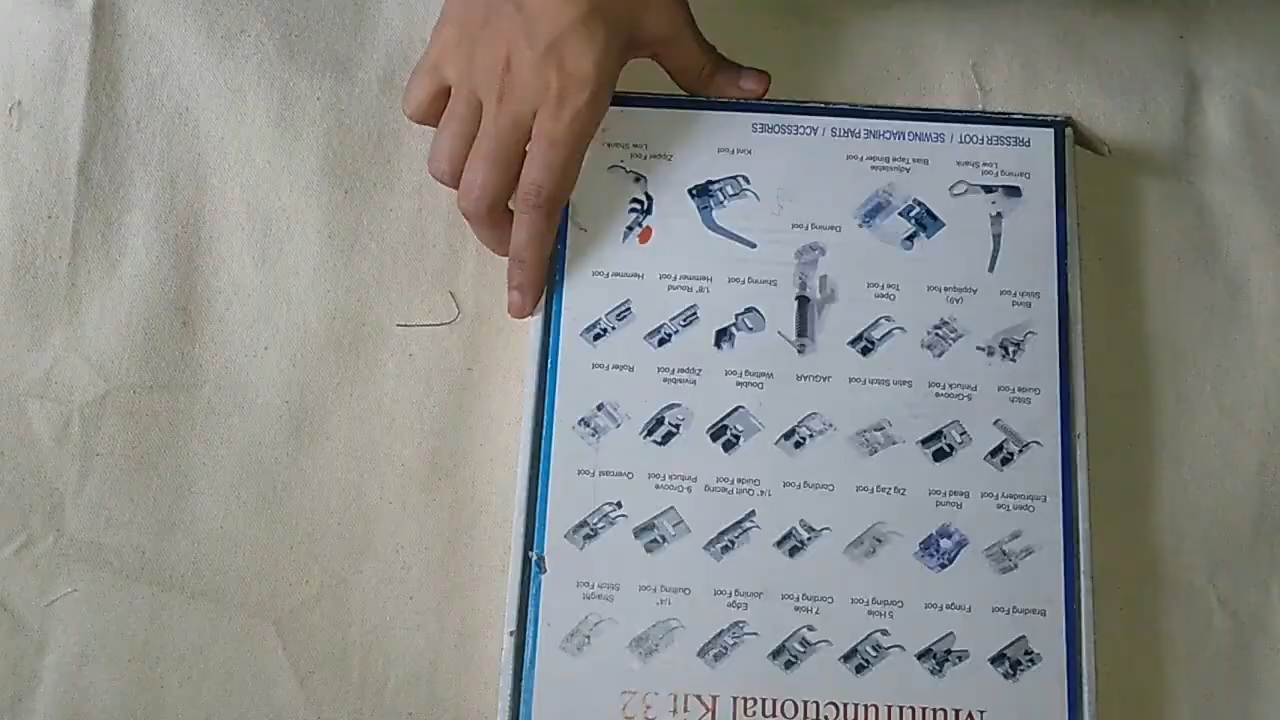 Multifunctional Kit 32
Braiding Foot
Fringe Foot
5 Hole
Cording Foot
7 Hole
Cording Foot
Edge
Joining Foot
1/4"
Quilting Foot
Straight
Stitch Foot
Open Toe
Embroidery Foot
Round
Bead Foot
Zig Zag Foot
Cording Foot
1/4" Quilt Piecing
Guide Foot
9-Groove
Pintuck Foot
Overcast Foot
Stitch
Guide Foot
5-Groove
Pintuck Foot
Satin Stitch Foot
JAGUAR
Double
Welting Foot
Invisibile
Zipper Foot
Roller Foot
Blind
Stitch Foot
(A9)
Applique foot
Open
Toe Foot
Shirring Foot
1/8" Round
Hemmer Foot
Hemmer Foot
Darning Foot
Darning Foot
Low Shank
Adjustable
Bias Tape Binder Foot
Kint Foot
Zipper Foot
Low Shank
PRESSER FOOT / SEWING MACHINE PARTS / ACCESSORIES